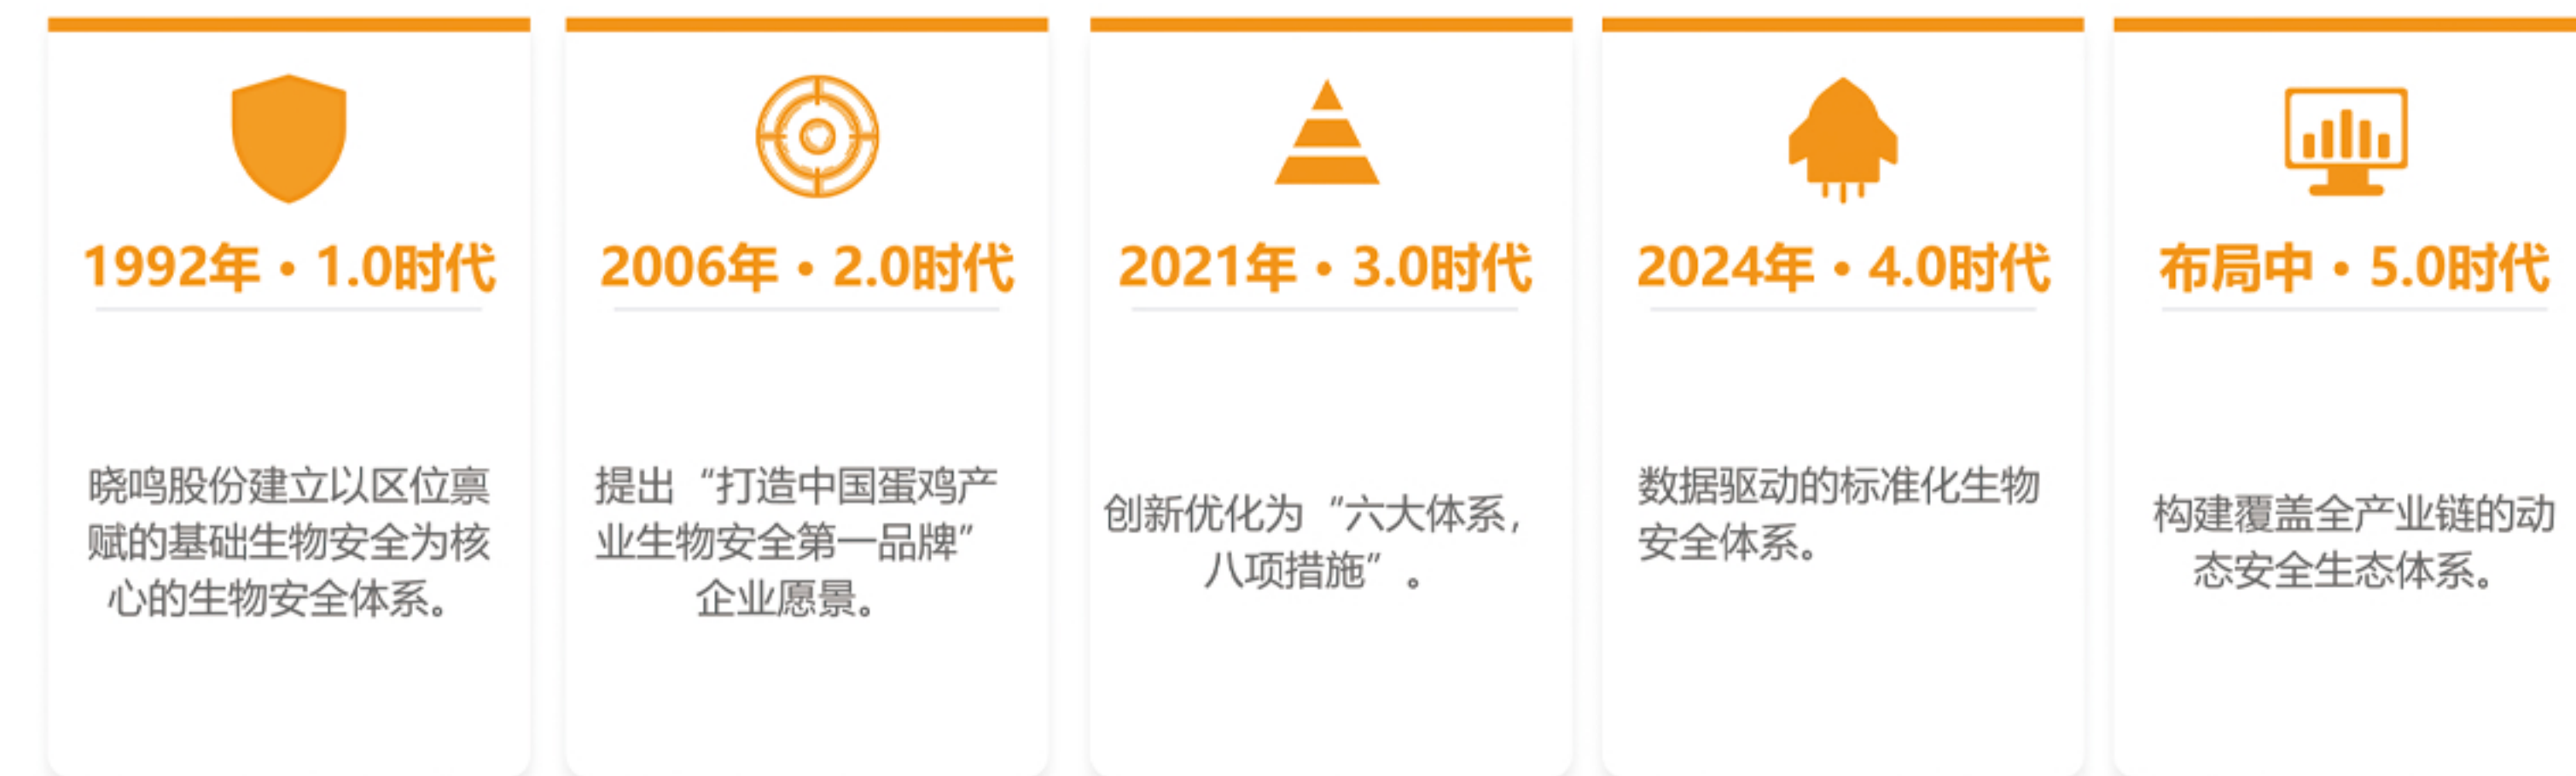 1992年·1.0时代
晓鸣股份建立以区位禀
赋的基础生物安全为核
心的生物安全体系。
2006年·2.0时代
提出“打造中国蛋鸡产
业生物安全第一品牌”
企业愿景。
2021年·3.0时代
创新优化为“六大体系，
八项措施”。
2024年·4.0时代
数据驱动的标准化生物
安全体系。
布局中·5.0时代
构建覆盖全产业链的动
态安全生态体系。